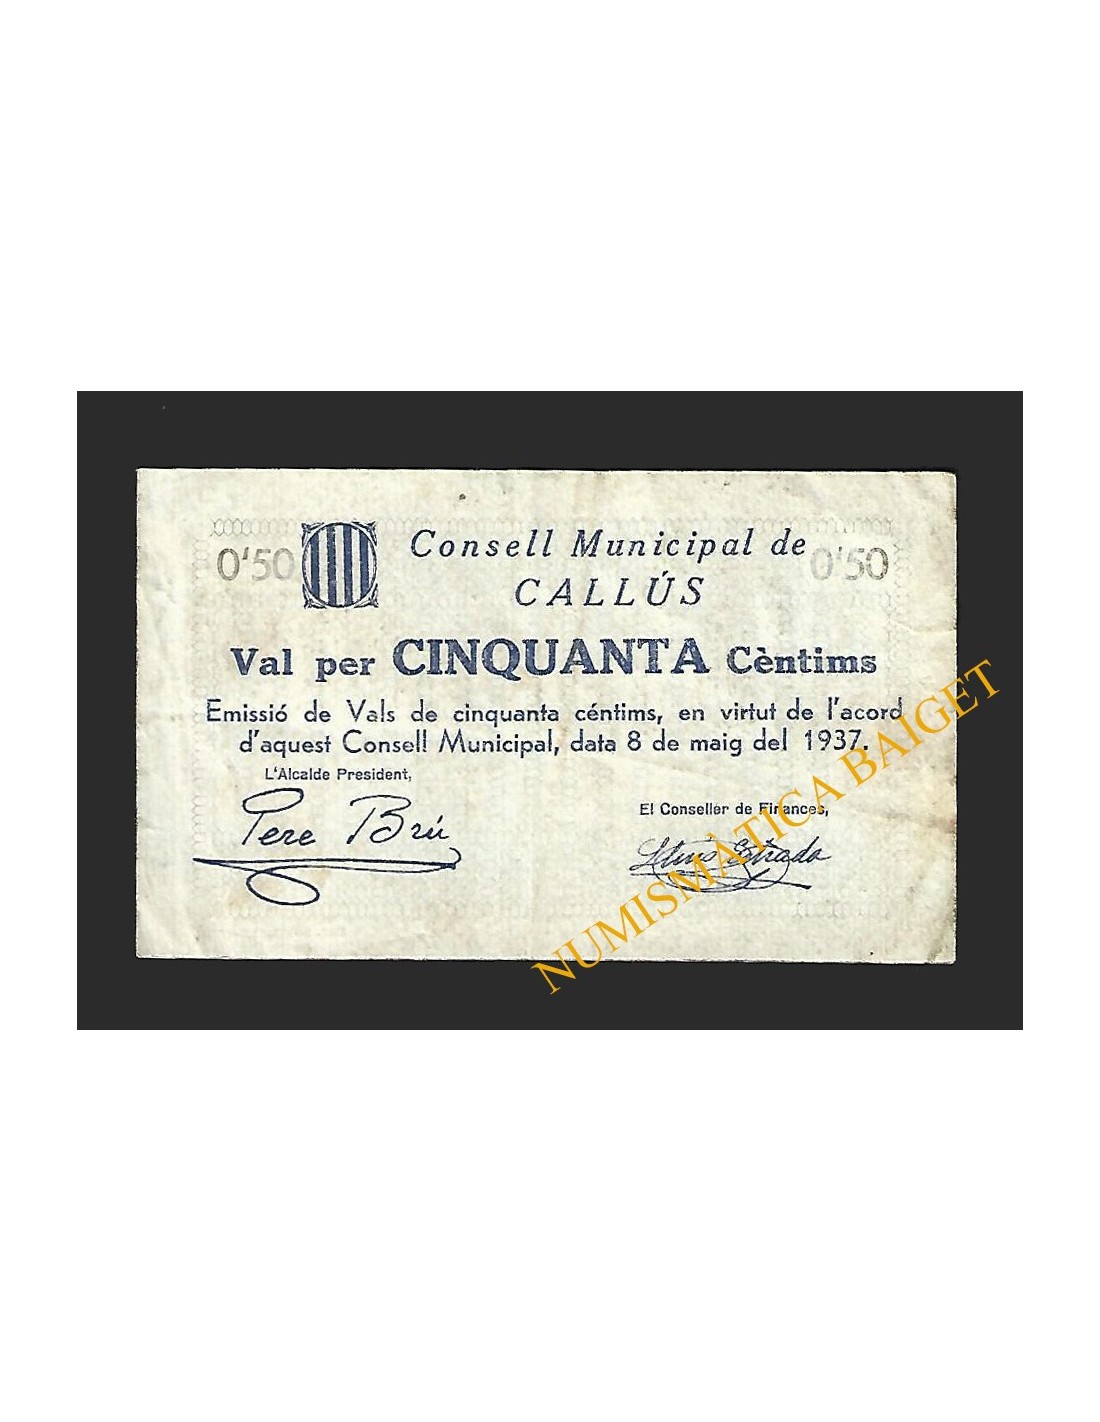 Consell Municipal de
0'50 0'50
CALLÚS
Val per CINQUANTA Cèntims
Emissió de Vals de cinquanta céntims, en virtut de l'acord
d'aquest Consell Municipal, data 8 de maig del 1937.
L'Alcalde President,
El Conseller de Finances,
Pere Brú
Lluis Estrada
NUMISMÀTICA BAIGET